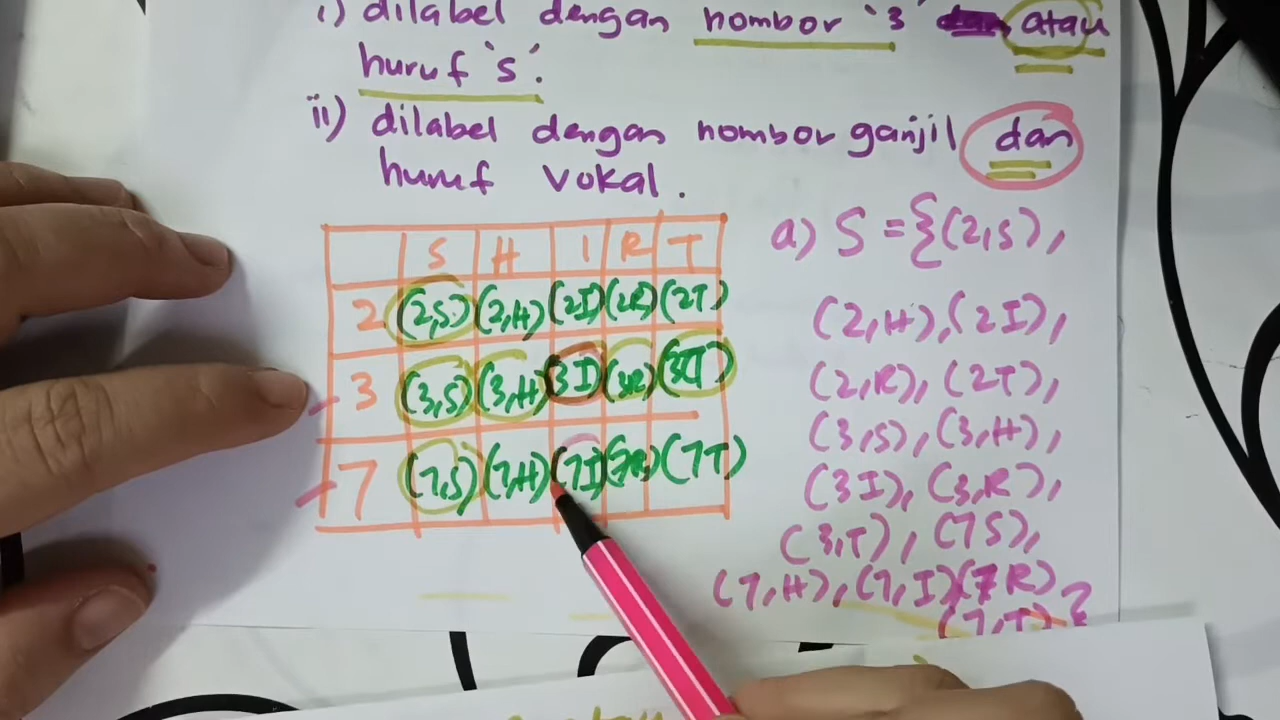 i) dilabel dengan nombor '3' atau
huruf 's'.
ii) dilabel dengan nombor ganjil dan
huruf vokal.
S H I R T
2 (2,S) (2,H) (2I) (2R) (2T)
3 (3,S) (3,H) (3I) (3R) (3T)
7 (7,S) (7,H) (7I) (7R) (7T)
a) S = {(2,S),
(2,H), (2I),
(2,R), (2T),
(3,S), (3,H),
(3I), (3,R),
(3,T), (7S),
(7,H), (7,I) (7R)
(7,T)}